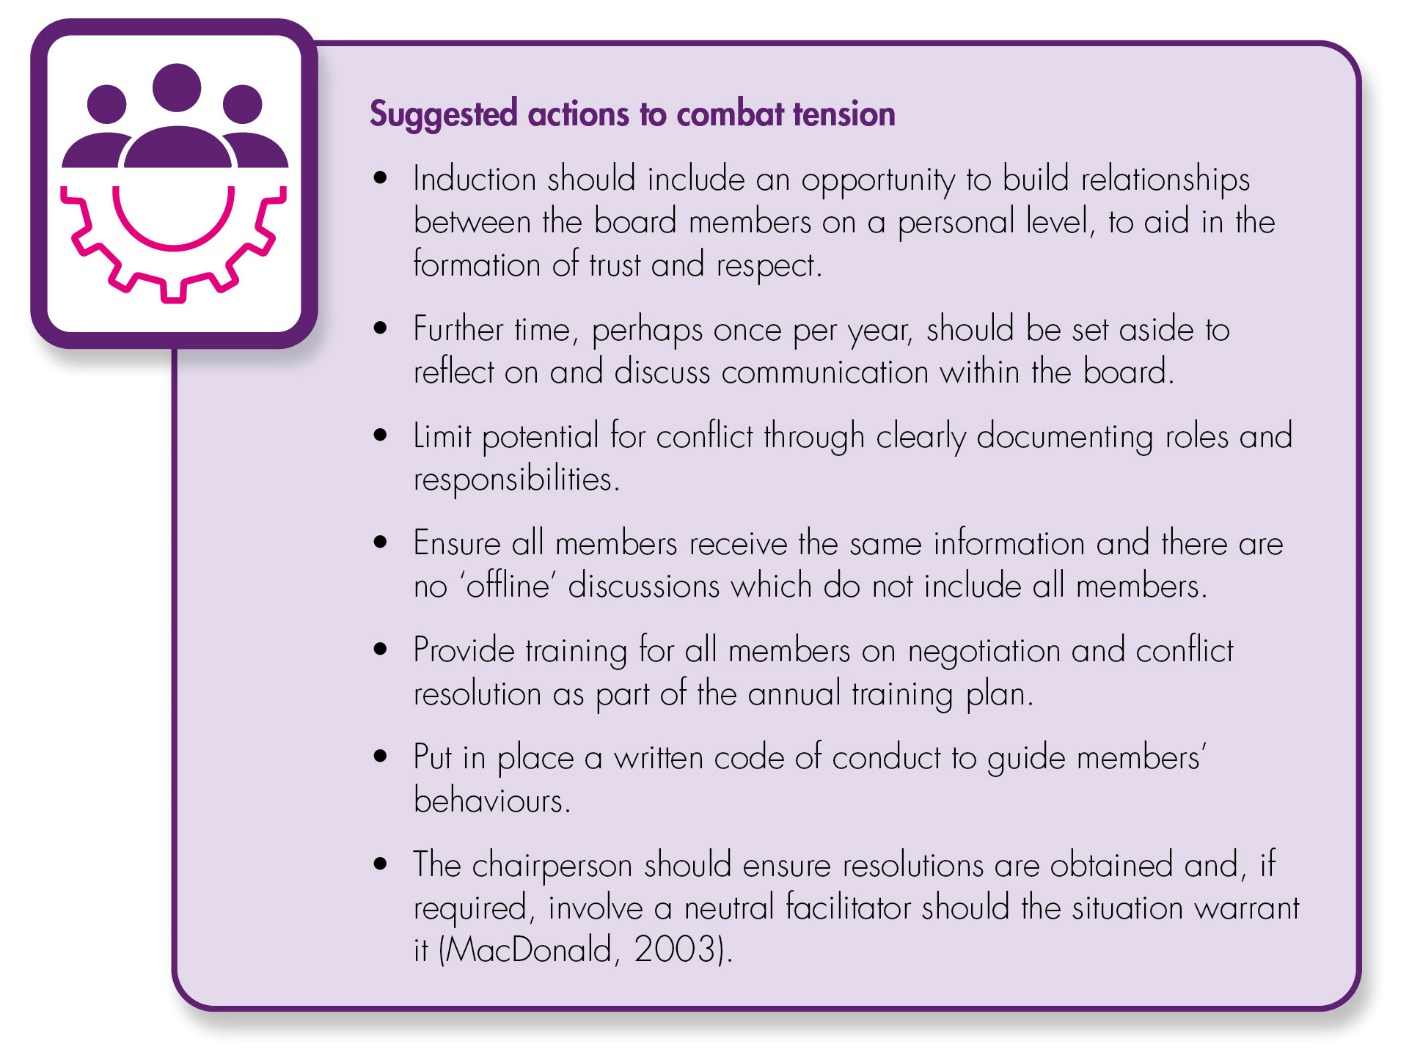 Suggested actions to combat tension
• Induction should include an opportunity to build relationships
between the board members on a personal level, to aid in the
formation of trust and respect.
• Further time, perhaps once per year, should be set aside to
reflect on and discuss communication within the board.
• Limit potential for conflict through clearly documenting roles and
responsibilities.
• Ensure all members receive the same information and there are
no ‘offline’ discussions which do not include all members.
• Provide training for all members on negotiation and conflict
resolution as part of the annual training plan.
• Put in place a written code of conduct to guide members’
behaviours.
• The chairperson should ensure resolutions are obtained and, if
required, involve a neutral facilitator should the situation warrant
it (MacDonald, 2003).